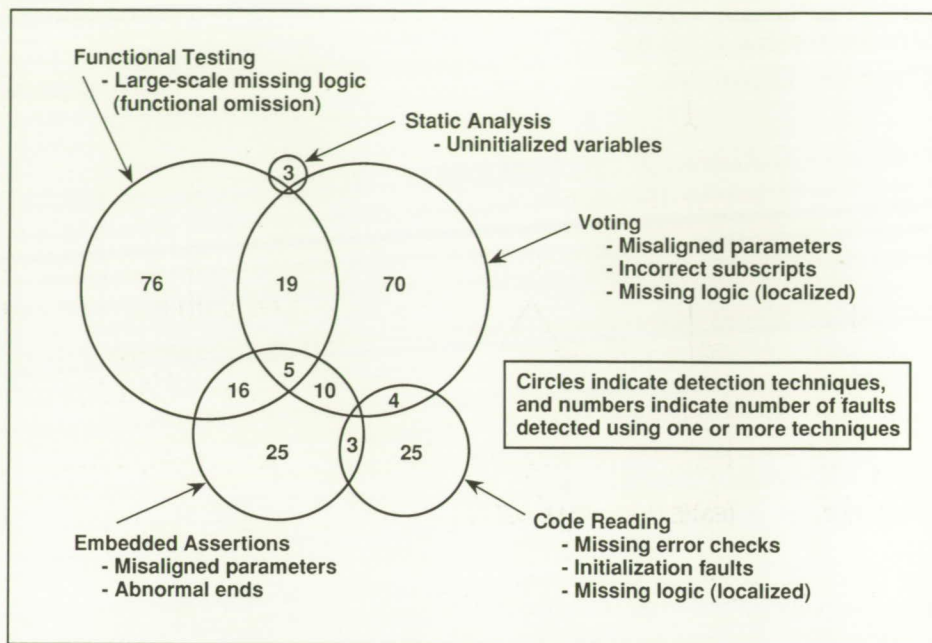 Functional Testing
- Large-scale missing logic
(functional omission)
Static Analysis
- Uninitialized variables
3
Voting
- Misaligned parameters
- Incorrect subscripts
- Missing logic (localized)
76
19
70
5
16
10
4
25
3
25
Circles indicate detection techniques,
and numbers indicate number of faults
detected using one or more techniques
Embedded Assertions
- Misaligned parameters
- Abnormal ends
Code Reading
- Missing error checks
- Initialization faults
- Missing logic (localized)